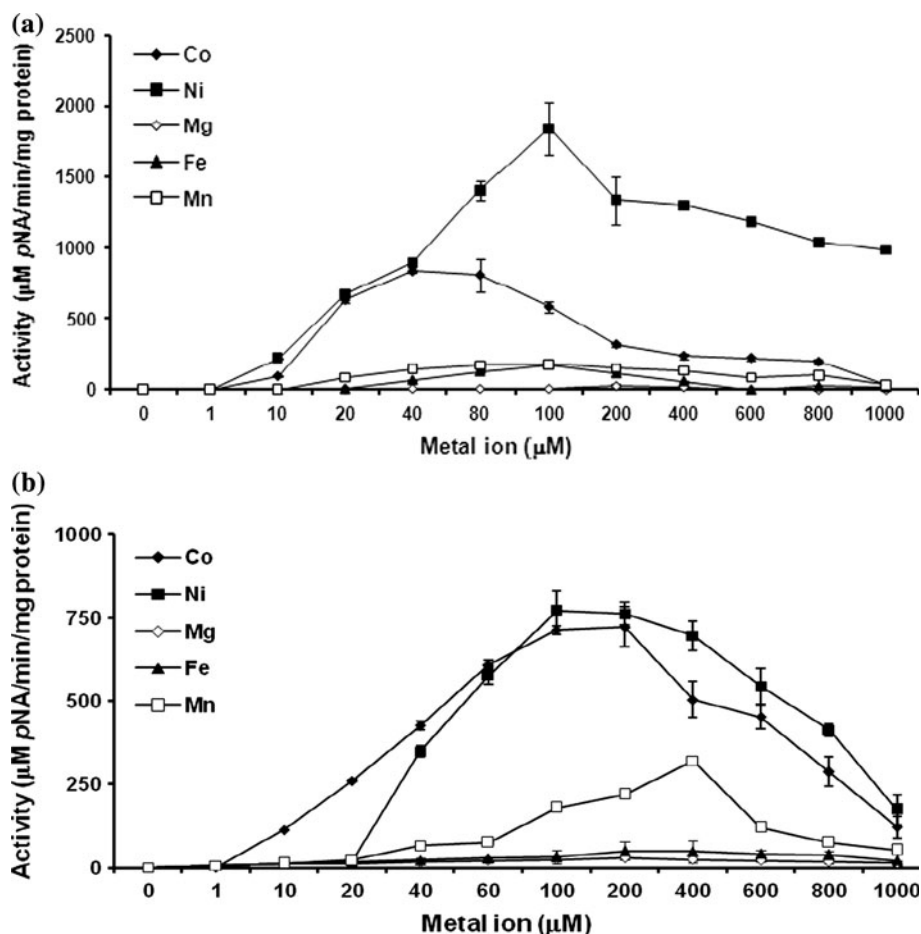 (a)
2500
2000
1500
1000
500
0
Activity (µM pNA/min/mg protein)
Co
Ni
Mg
Fe
Mn
0 1 10 20 40 80 100 200 400 600 800 1000
Metal ion (µM)
(b)
1000
750
500
250
0
Activity (µM pNA/min/mg protein)
Co
Ni
Mg
Fe
Mn
0 1 10 20 40 60 100 200 400 600 800 1000
Metal ion (µM)